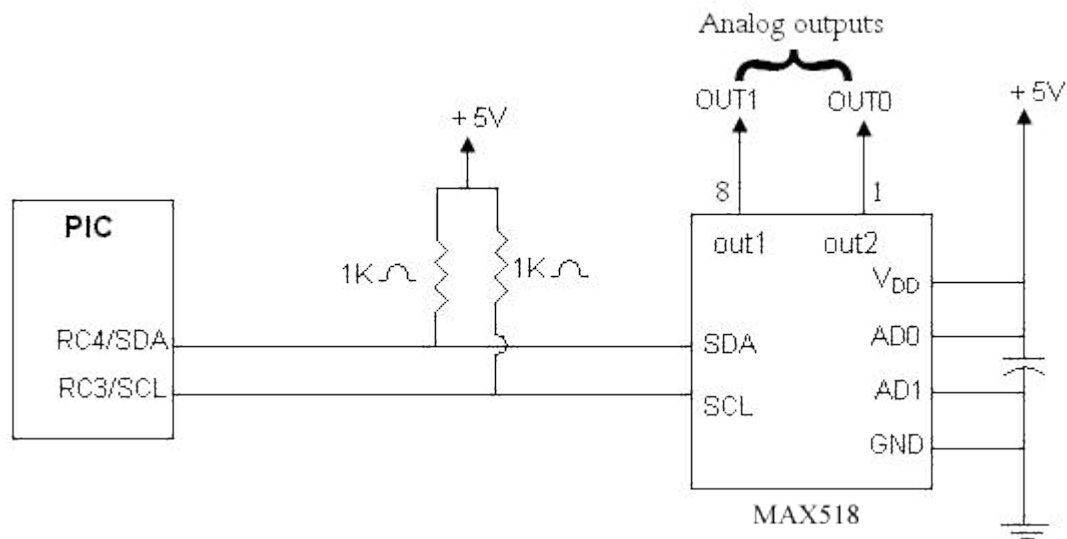 Analog outputs
OUT1 OUT0
+5V
+5V
8 1
PIC
out1 out2
1K
1K
VDD
RC4/SDA
SDA
AD0
RC3/SCL
SCL
AD1
GND
MAX518